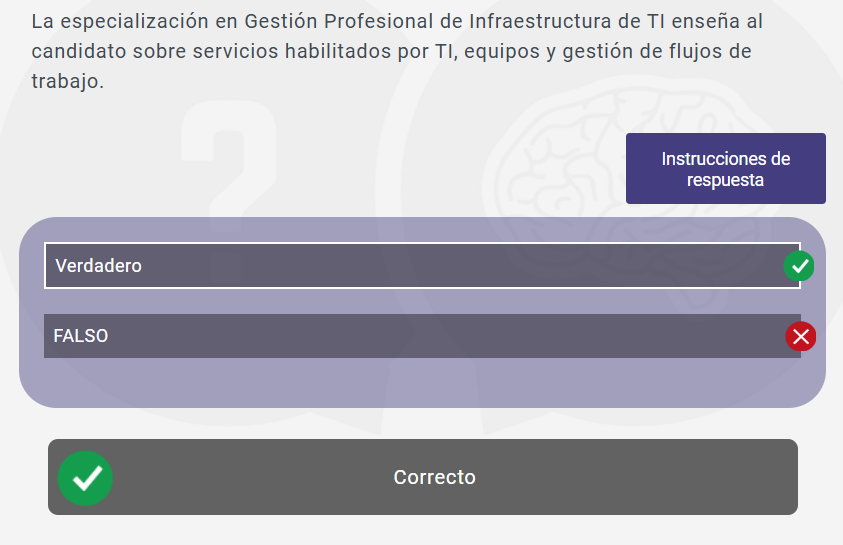 La especialización en Gestión Profesional de Infraestructura de TI enseña al
candidato sobre servicios habilitados por TI, equipos y gestión de flujos de
trabajo.
Instrucciones de
respuesta
Verdadero
FALSO
Correcto